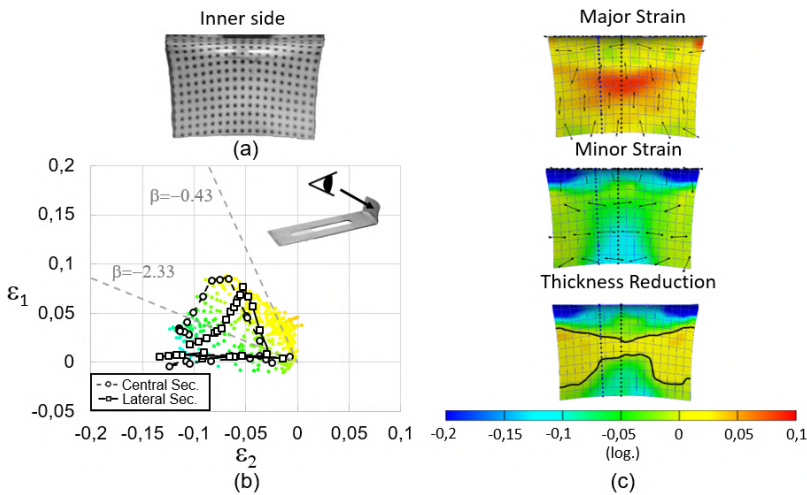 Inner side
(a)
0,2
0,15
0,1
0,05
0
-0,05
ε1
β=−0.43
β=−2.33
Central Sec.
Lateral Sec.
-0,2 -0,15 -0,1 -0,05 0 0,05 0,1
ε2
(b)
Major Strain
Minor Strain
Thickness Reduction
-0,2 -0,15 -0,1 -0,05 0 0,05 0,1
(log.)
(c)